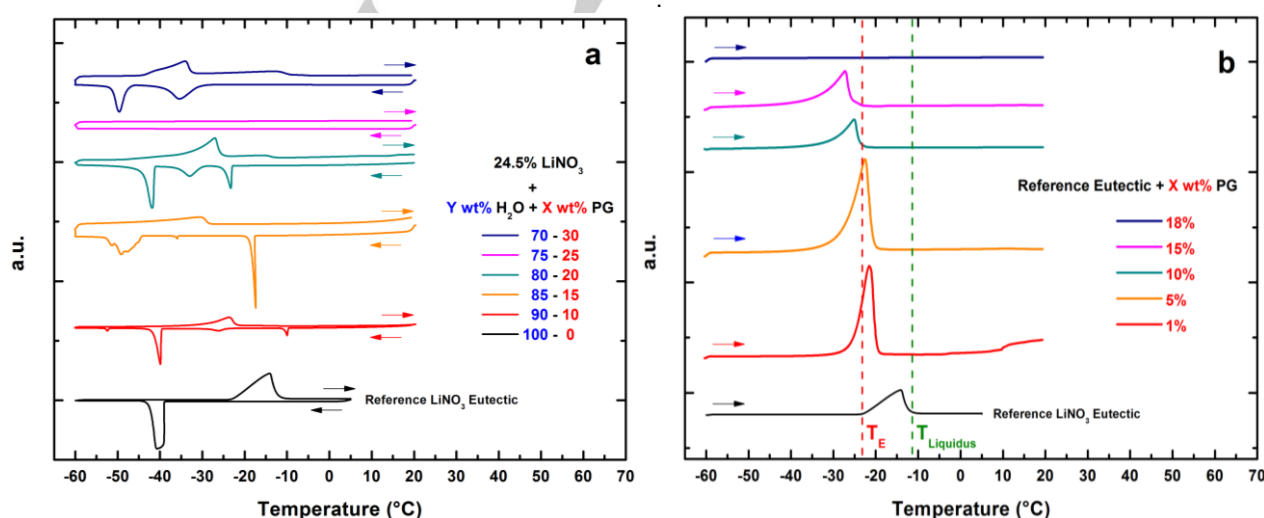 a
24.5% LiNO3
+
Y wt% H2O + X wt% PG
70 - 30
75 - 25
80 - 20
85 - 15
90 - 10
100 - 0
Reference LiNO3 Eutectic
a.u.
-60 -50 -40 -30 -20 -10 0 10 20 30 40 50 60 70
Temperature (°C)
b
Reference Eutectic + X wt% PG
18%
15%
10%
5%
1%
Reference LiNO3 Eutectic
TE
TLiquidus
a.u.
-60 -50 -40 -30 -20 -10 0 10 20 30 40 50 60 70
Temperature (°C)